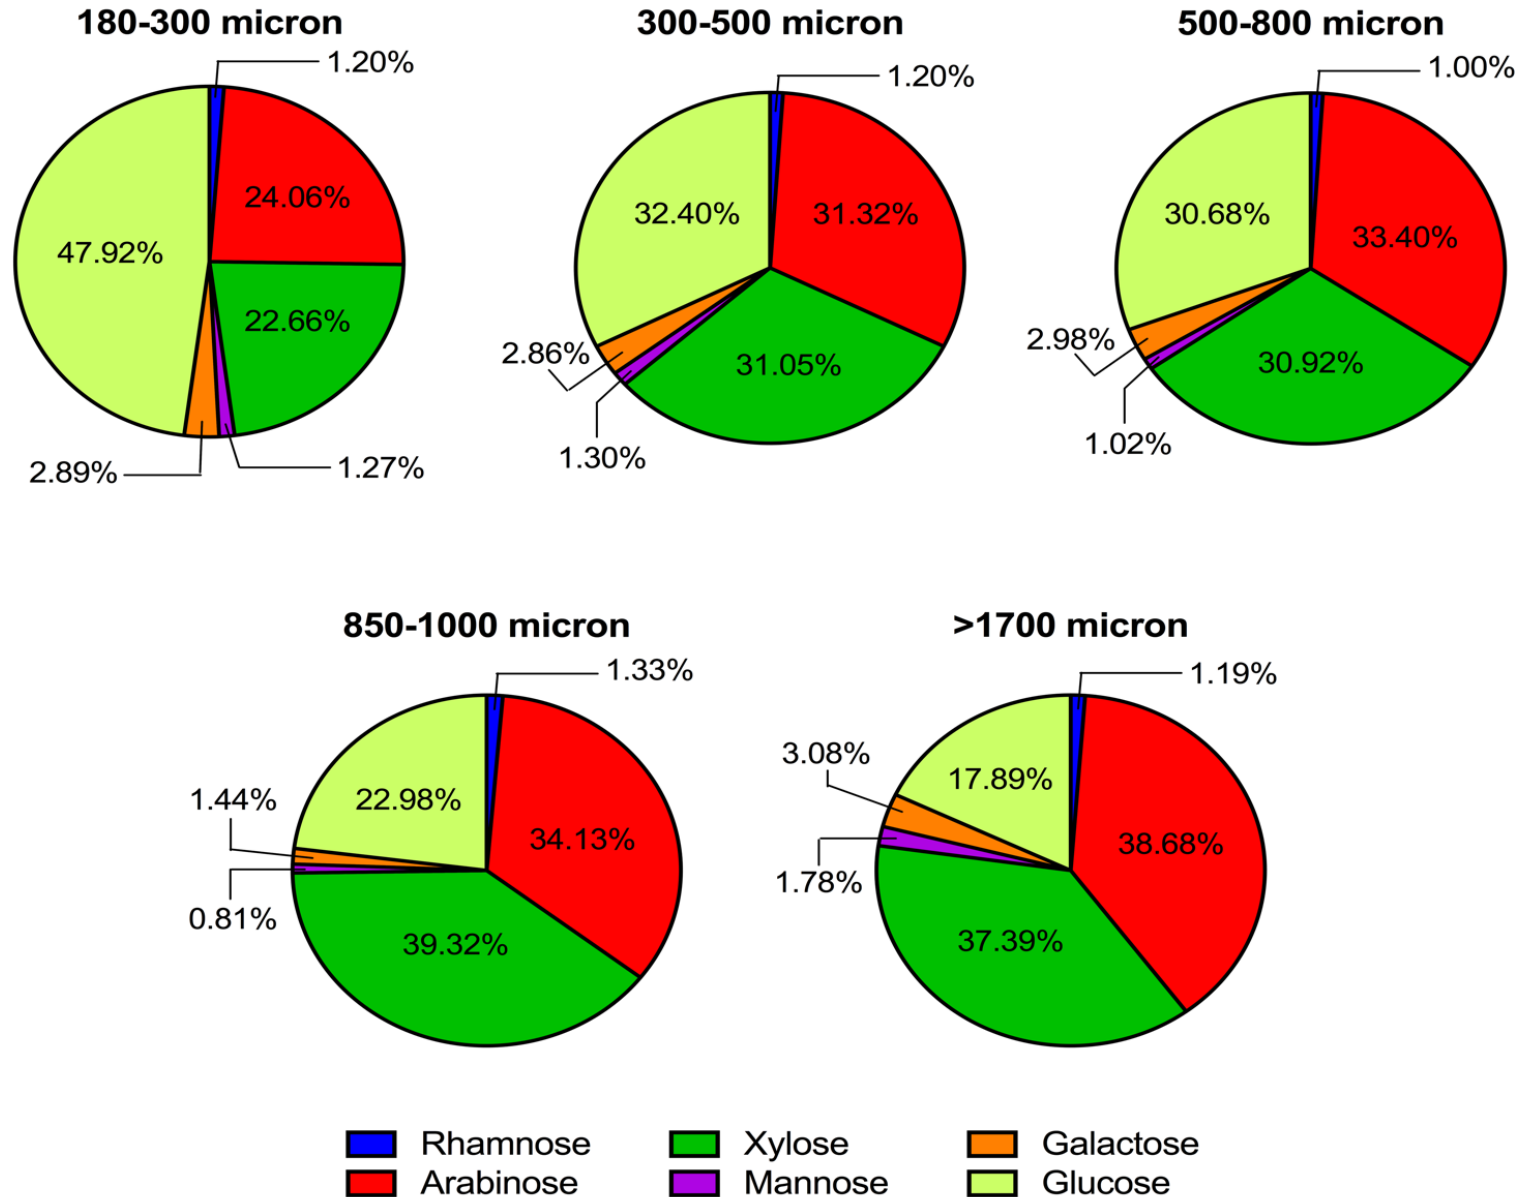 180-300 micron
300-500 micron
500-800 micron
1.20%
24.06%
22.66%
1.27%
2.89%
47.92%
1.20%
31.32%
31.05%
1.30%
2.86%
32.40%
1.00%
33.40%
30.92%
1.02%
2.98%
30.68%
850-1000 micron
>1700 micron
1.33%
34.13%
39.32%
0.81%
1.44%
22.98%
1.19%
38.68%
37.39%
1.78%
3.08%
17.89%
Rhamnose
Xylose
Galactose
Arabinose
Mannose
Glucose